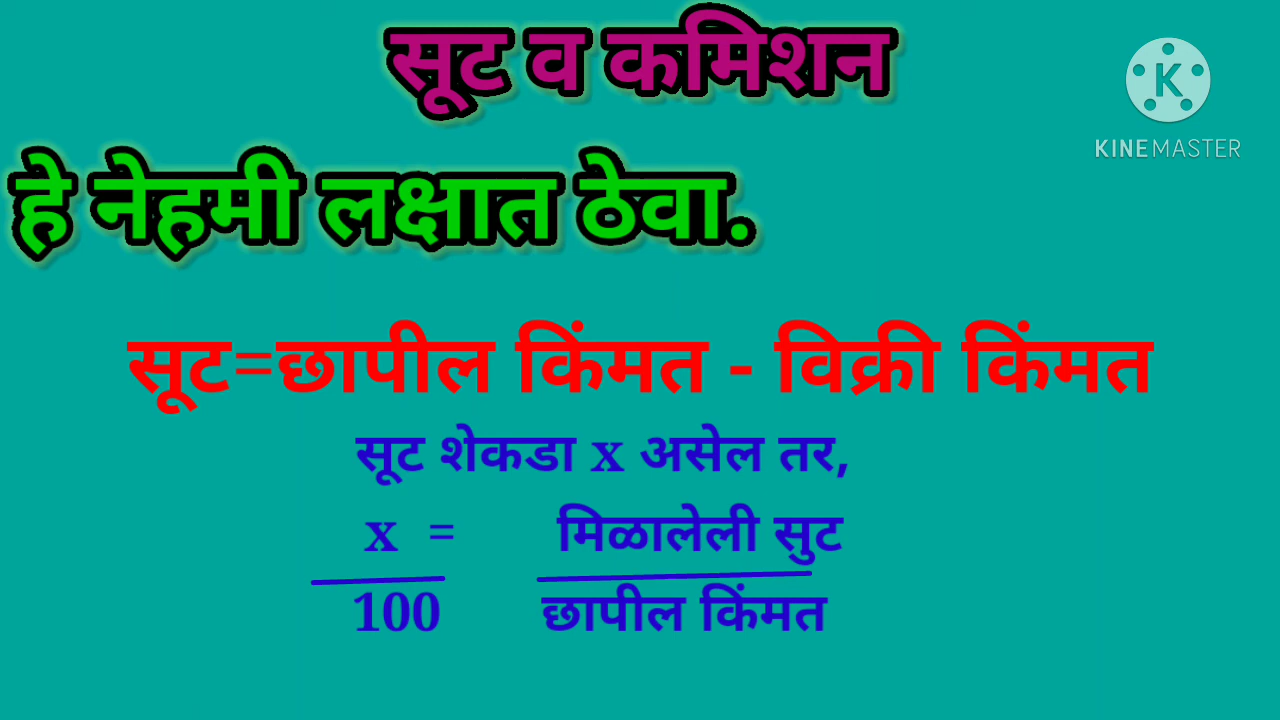 सूट व कमिशन
K
KINEMASTER
हे नेहमी लक्षात ठेवा.
सूट=छापील किंमत - विक्री किंमत
सूट शेकडा x असेल तर,
x = मिळालेली सुट
100 छापील किंमत